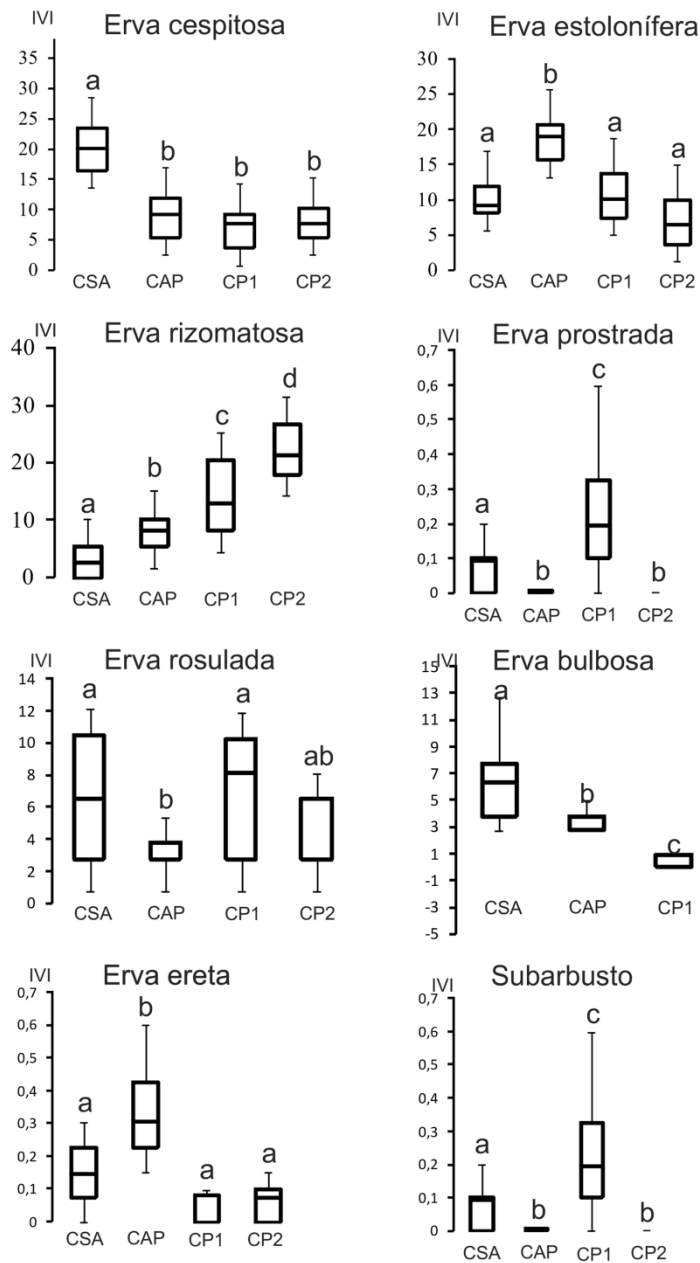 IVI
Erva cespitosa
35
30
25
20
15
10
5
0
a
b
b
b
CSA CAP CP1 CP2
IVI
Erva estolonífera
30
25
20
15
10
5
0
a
b
a
a
CSA CAP CP1 CP2
IVI
Erva rizomatosa
40
30
20
10
0
a
b
c
d
CSA CAP CP1 CP2
IVI
Erva prostrada
0,7
0,6
0,5
0,4
0,3
0,2
0,1
0
a
b
c
b
CSA CAP CP1 CP2
IVI
Erva rosulada
14
12
10
8
6
4
2
0
a
b
a
ab
CSA CAP CP1 CP2
IVI
Erva bulbosa
15
13
11
9
7
5
3
1
-1
-3
-5
a
b
c
CSA CAP CP1
IVI
Erva ereta
0,7
0,6
0,5
0,4
0,3
0,2
0,1
0
a
b
a
a
CSA CAP CP1 CP2
IVI
Subarbusto
0,7
0,6
0,5
0,4
0,3
0,2
0,1
0
a
b
c
b
CSA CAP CP1 CP2